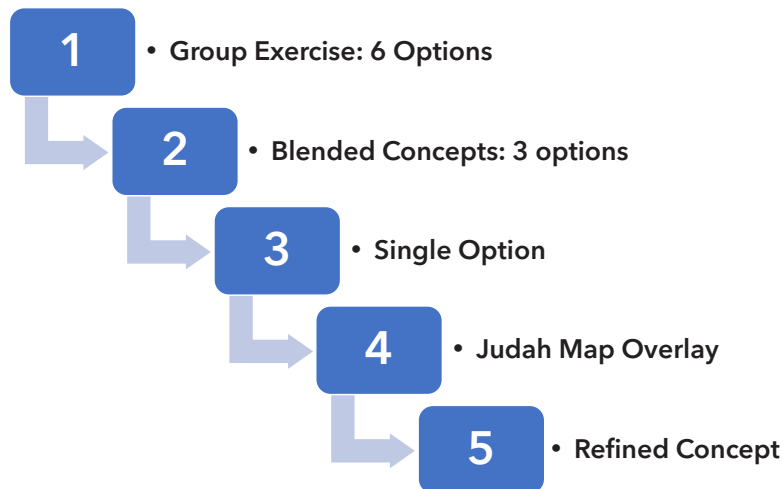 1 • Group Exercise: 6 Options
2 • Blended Concepts: 3 options
3 • Single Option
4 • Judah Map Overlay
5 • Refined Concept